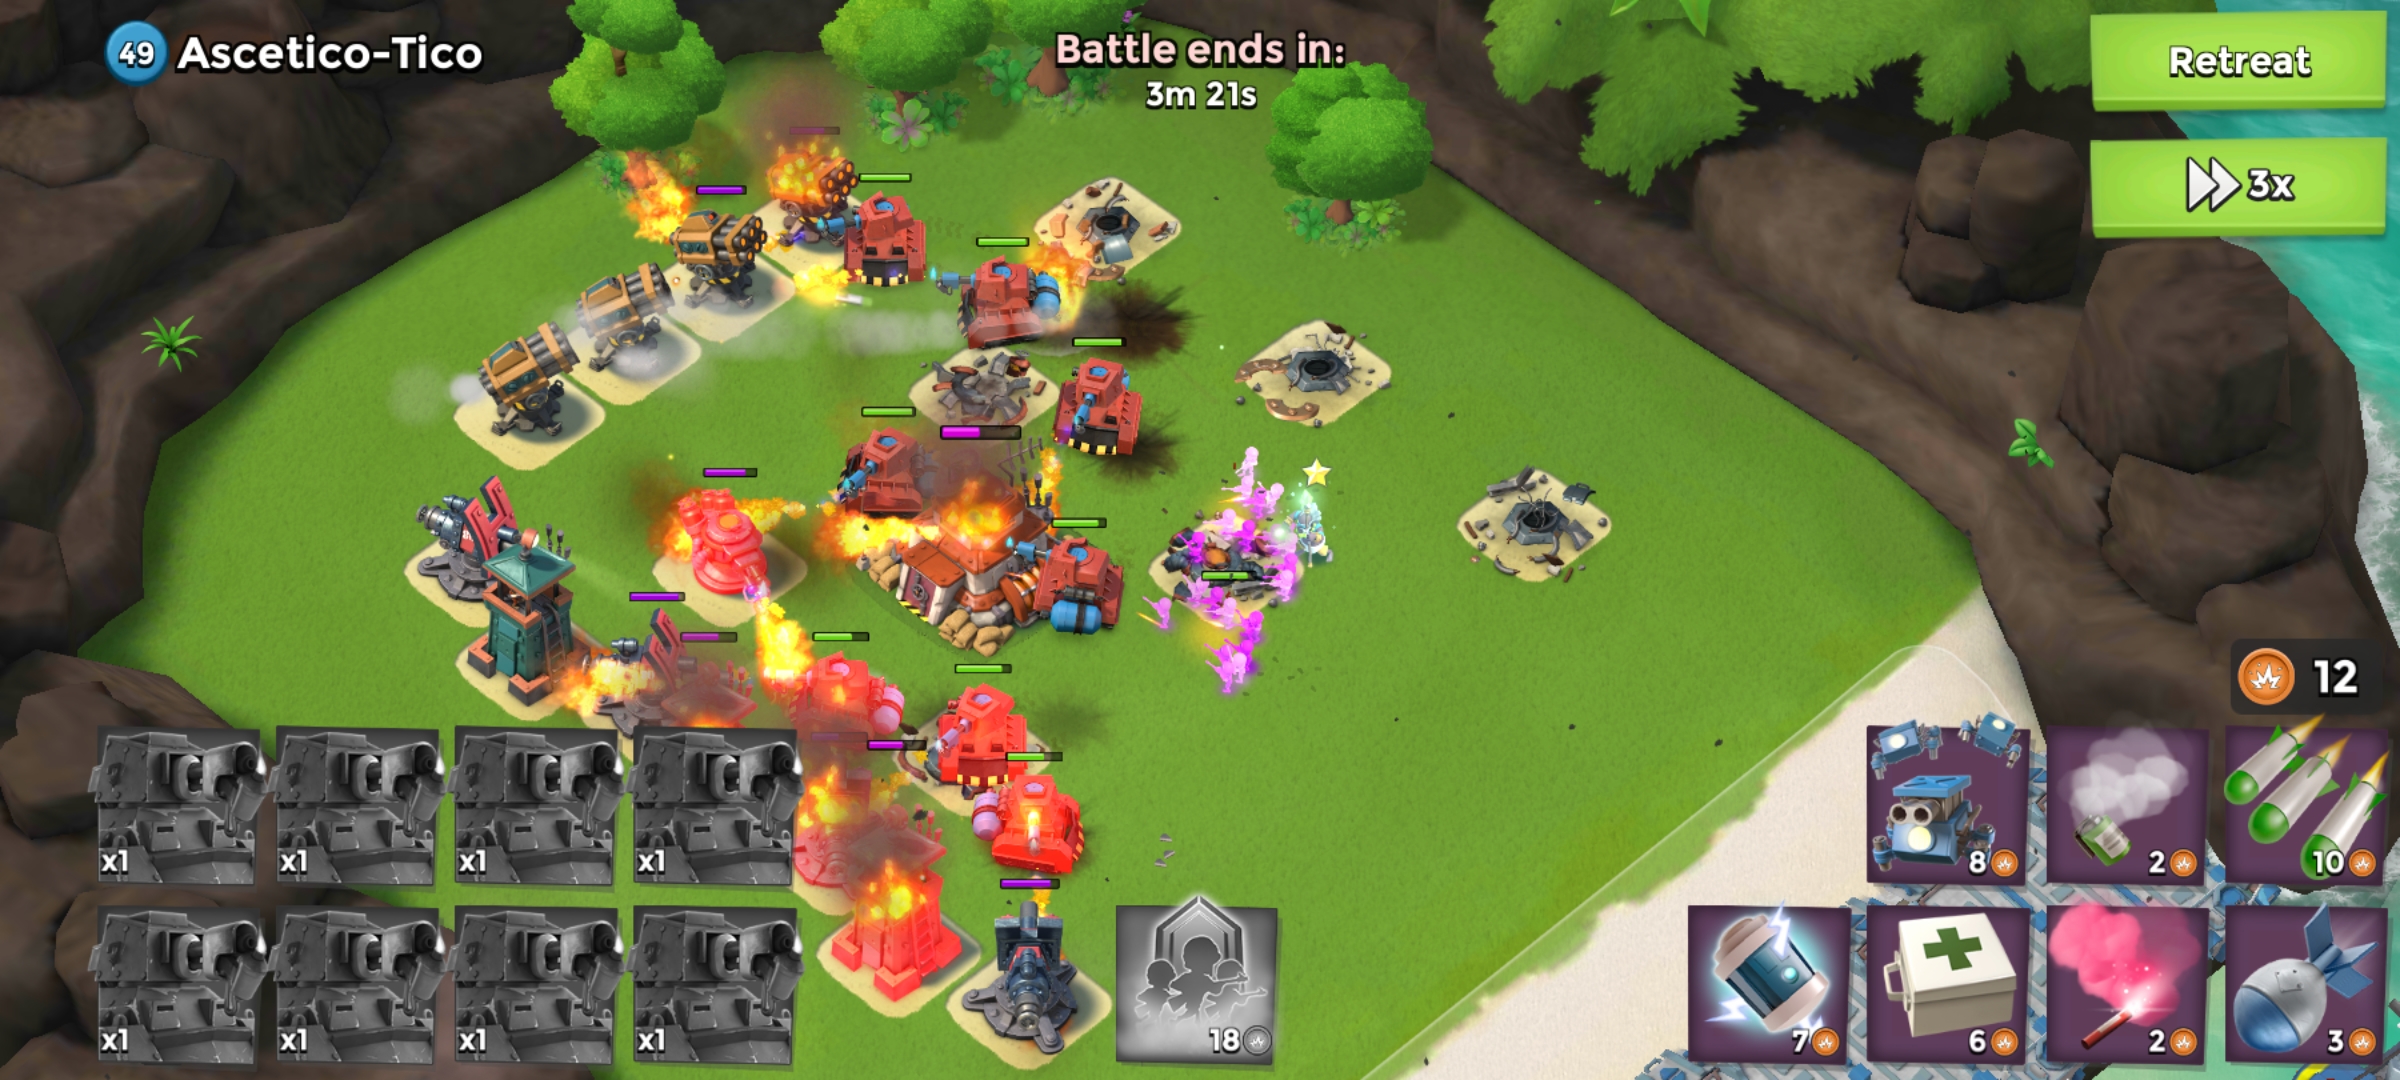 49 Ascetico-Tico
Battle ends in:
3m 21s
Retreat
3x
12
8
2
10
x1
x1
x1
x1
x1
x1
x1
x1
18
7
6
2
3